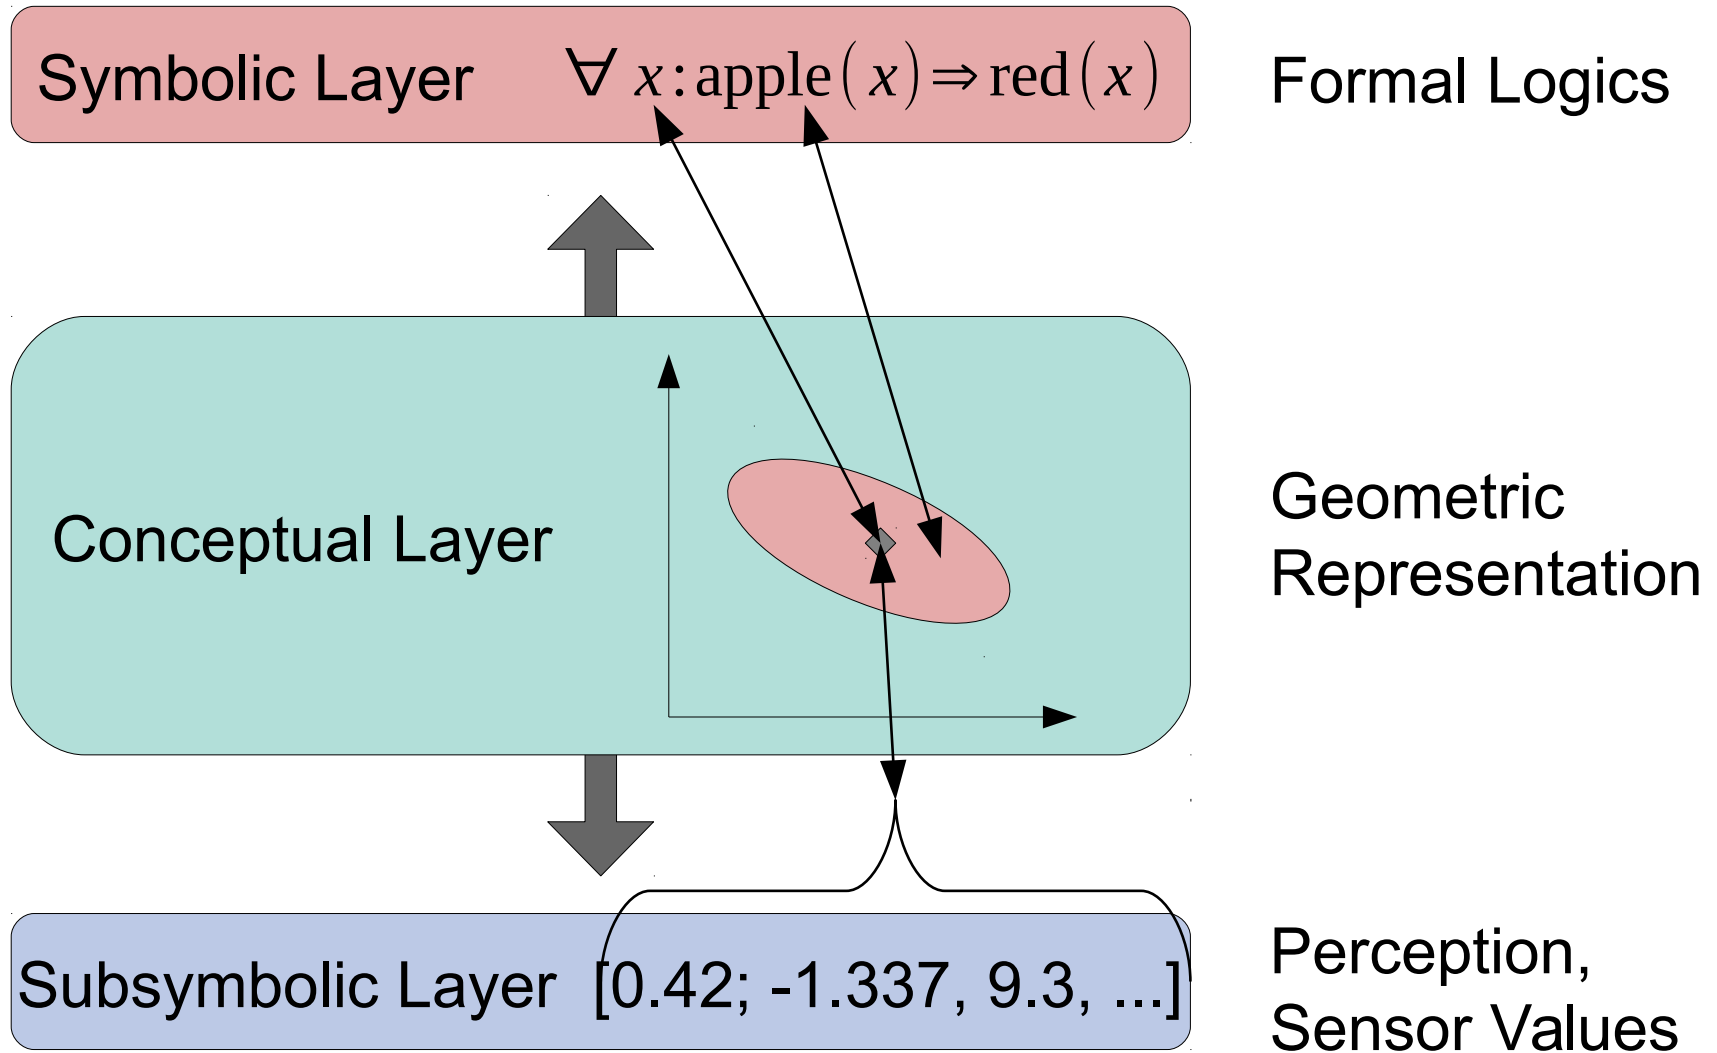 Symbolic Layer ∀ x : apple ( x ) ⇒ red ( x )
Formal Logics
Conceptual Layer
Geometric
Representation
Subsymbolic Layer [0.42; -1.337, 9.3, ...]
Perception,
Sensor Values